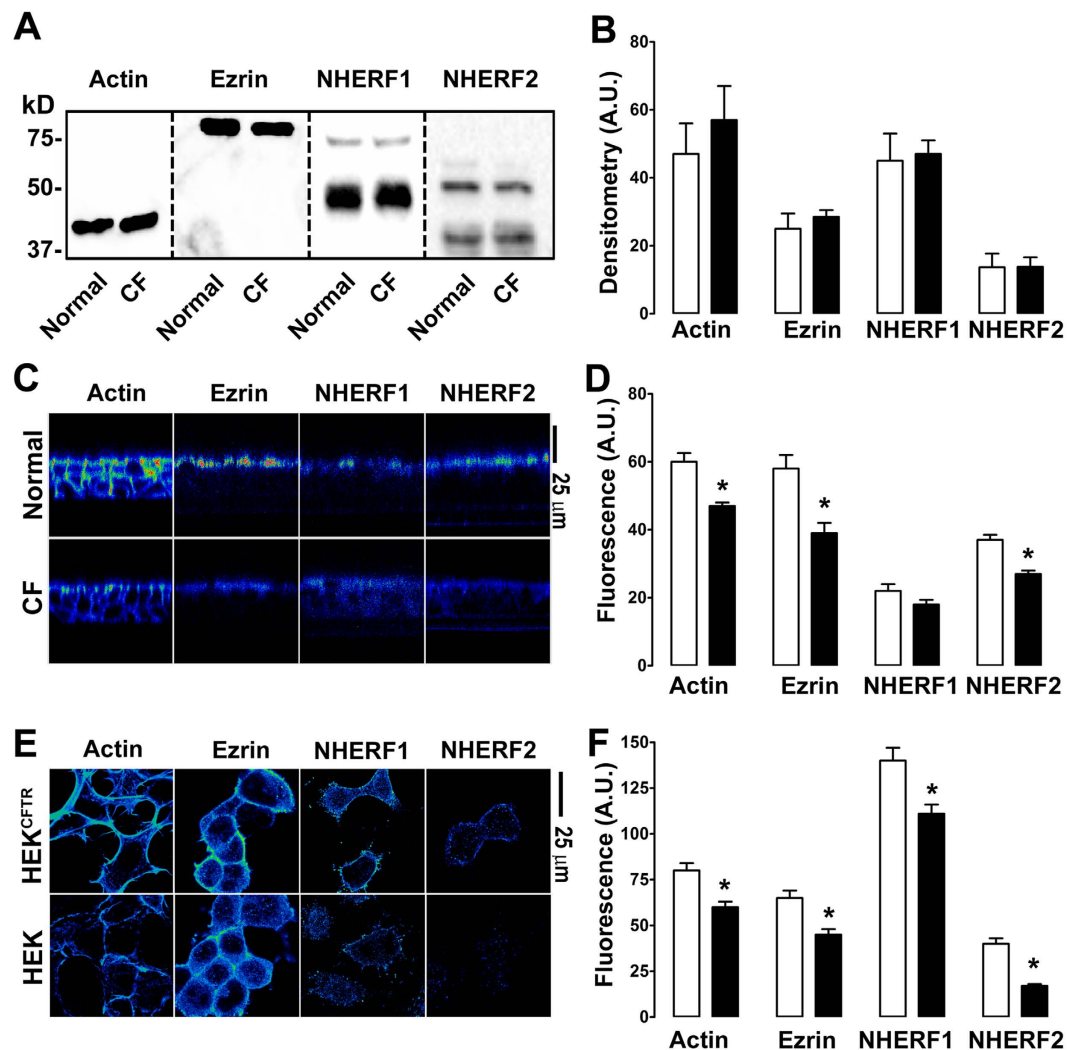 A
Actin Ezrin NHERF1 NHERF2
kD
75-
50-
37-
Normal CF Normal CF Normal CF Normal CF
B
Densitometry (A.U.)
80
60
40
20
0
Actin Ezrin NHERF1 NHERF2
C
Actin Ezrin NHERF1 NHERF2
Normal
CF
25 µm
D
Fluorescence (A.U.)
80
60
40
20
0
* * *
Actin Ezrin NHERF1 NHERF2
E
Actin Ezrin NHERF1 NHERF2
HEK^CFTR
HEK
25 µm
F
Fluorescence (A.U.)
150
125
100
75
50
25
0
* * * *
Actin Ezrin NHERF1 NHERF2